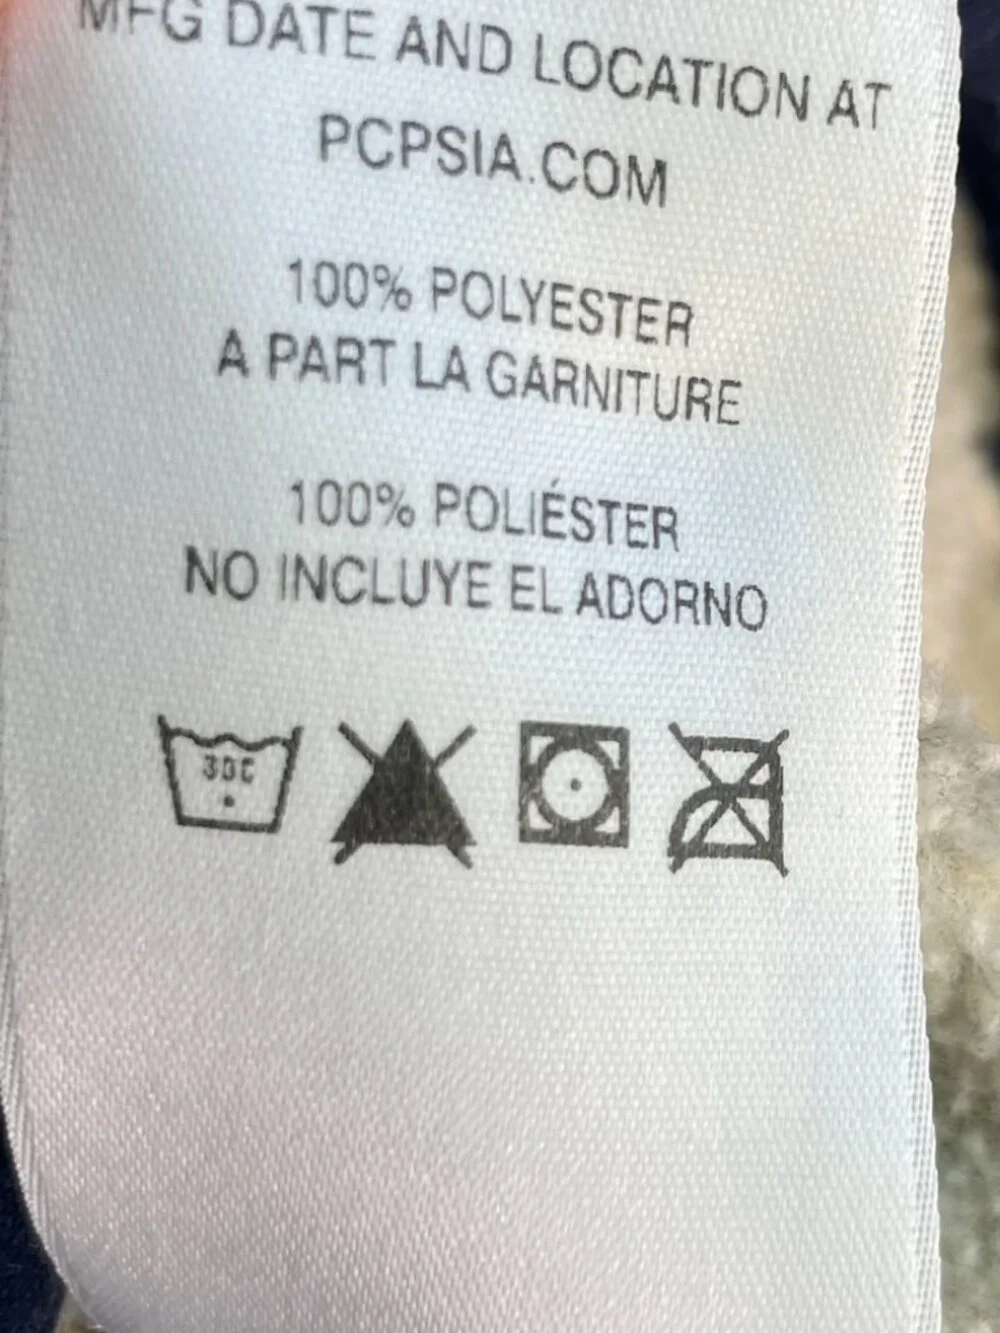 MFG DATE AND LOCATION AT
PCPSIA.COM
100% POLYESTER
A PART LA GARNITURE
100% POLIÉSTER
NO INCLUYE EL ADORNO
30C